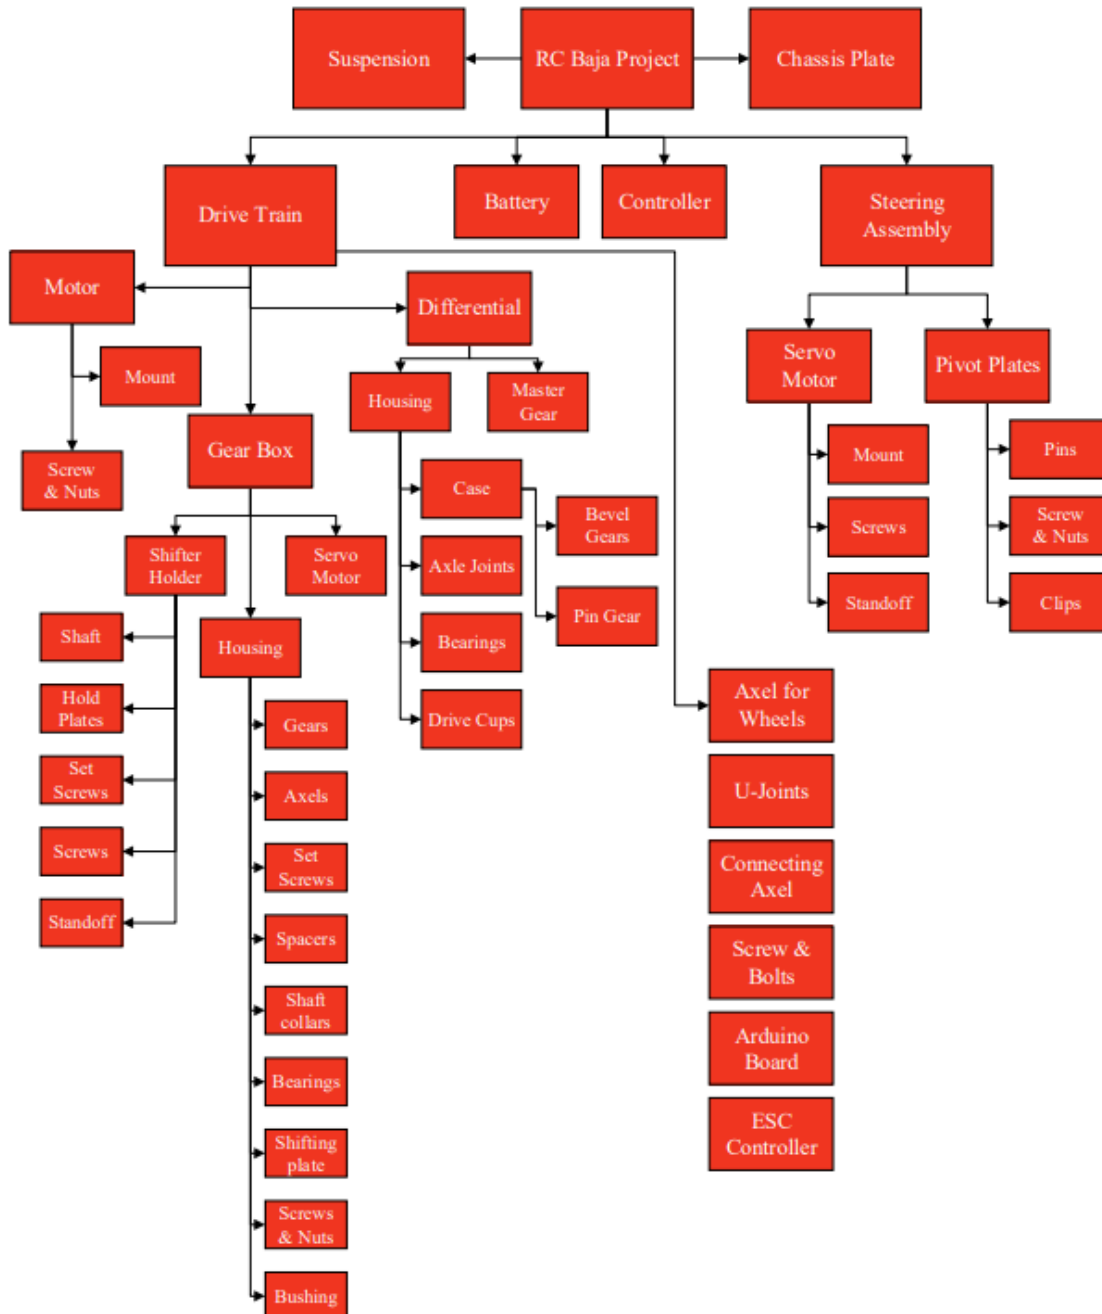 Suspension
RC Baja Project
Chassis Plate
Drive Train
Battery
Controller
Steering
Assembly
Motor
Mount
Screw
& Nuts
Differential
Housing
Master
Gear
Gear Box
Case
Bevel
Gears
Axle Joints
Pin Gear
Bearings
Drive Cups
Shifter
Holder
Servo
Motor
Housing
Shaft
Hold
Plates
Set
Screws
Screws
Standoff
Gears
Axels
Set
Screws
Spacers
Shaft
collars
Bearings
Shifting
plate
Screws
& Nuts
Bushing
Servo
Motor
Pivot Plates
Mount
Screws
Standoff
Pins
Screw
& Nuts
Clips
Axel for
Wheels
U-Joints
Connecting
Axel
Screw &
Bolts
Arduino
Board
ESC
Controller